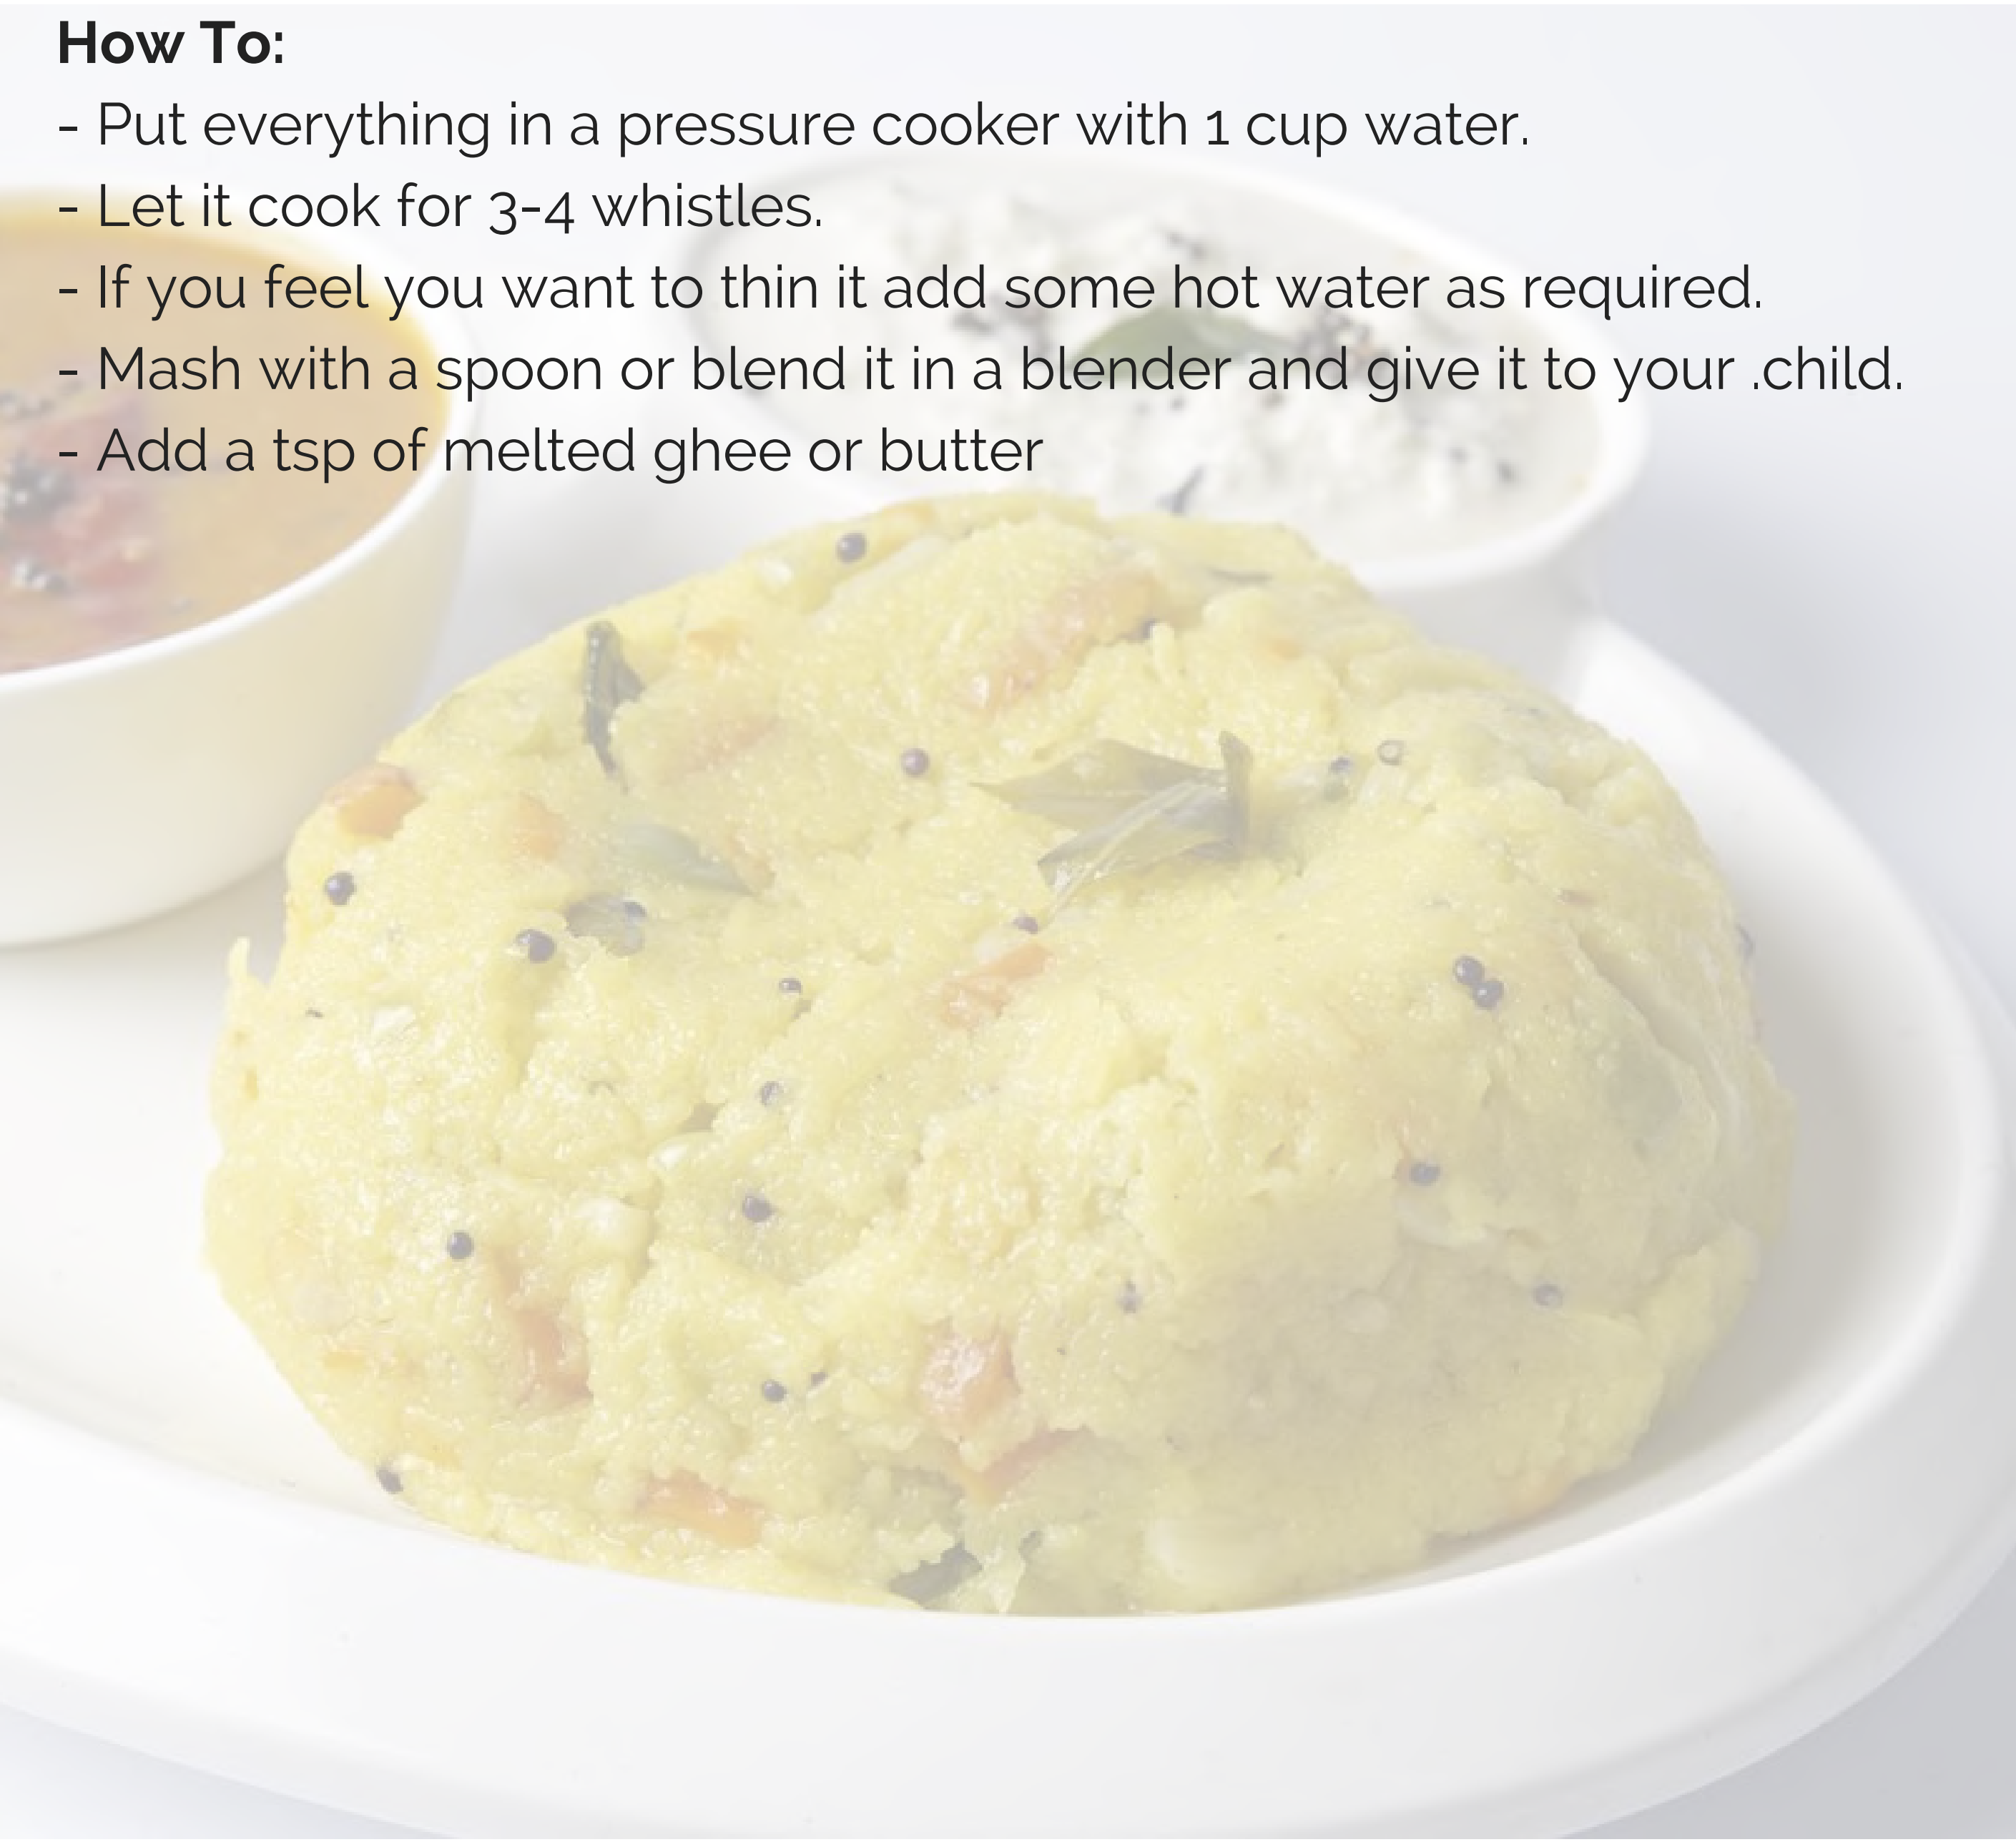 How To:
- Put everything in a pressure cooker with 1 cup water.
- Let it cook for 3-4 whistles.
- If you feel you want to thin it add some hot water as required.
- Mash with a spoon or blend it in a blender and give it to your .child.
- Add a tsp of melted ghee or butter